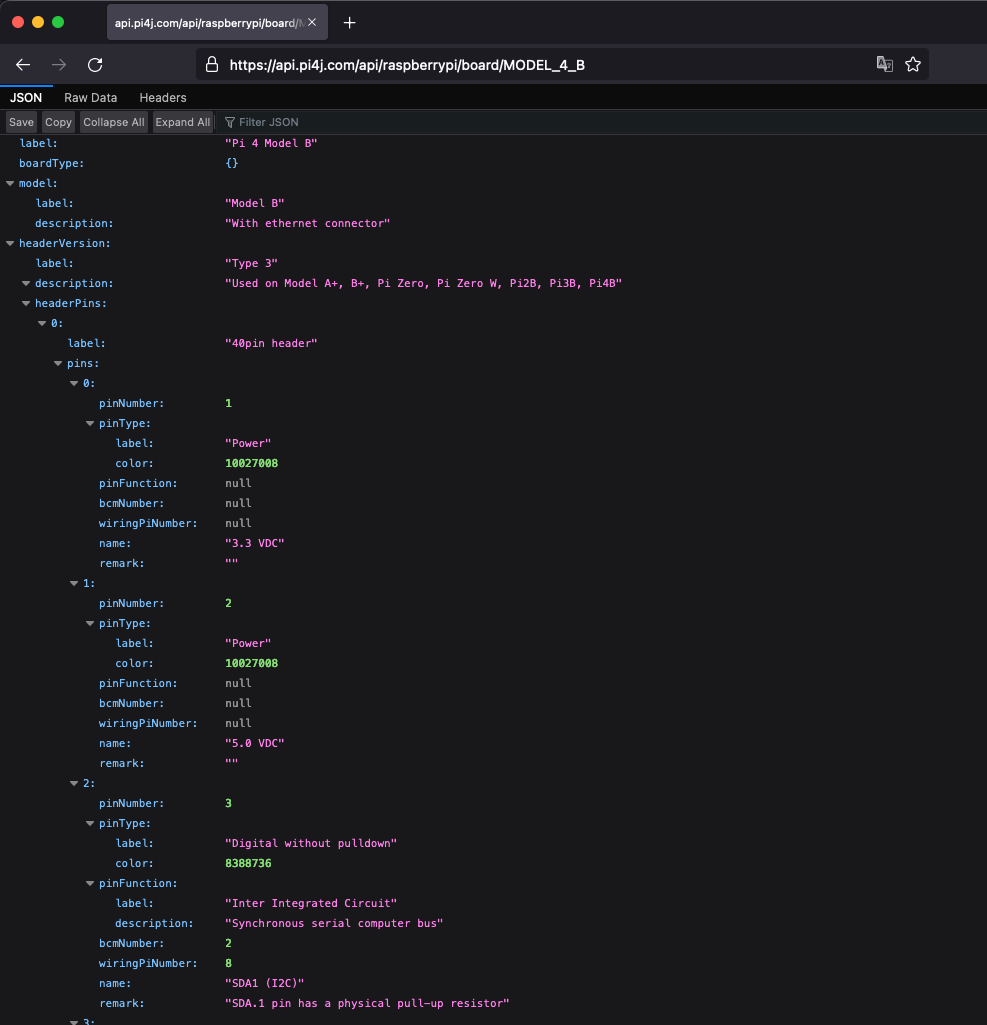 api.pi4j.com/api/raspberrypi/board/M
https://api.pi4j.com/api/raspberrypi/board/MODEL_4_B
JSON Raw Data Headers
Save Copy Collapse All Expand All Filter JSON
label: "Pi 4 Model B"
boardType: {}
model:
label: "Model B"
description: "With ethernet connector"
headerVersion:
label: "Type 3"
description: "Used on Model A+, B+, Pi Zero, Pi Zero W, Pi2B, Pi3B, Pi4B"
headerPins:
0:
label: "40pin header"
pins:
0:
pinNumber: 1
pinType:
label: "Power"
color: 10027008
pinFunction: null
bcmNumber: null
wiringPiNumber: null
name: "3.3 VDC"
remark: ""
1:
pinNumber: 2
pinType:
label: "Power"
color: 10027008
pinFunction: null
bcmNumber: null
wiringPiNumber: null
name: "5.0 VDC"
remark: ""
2:
pinNumber: 3
pinType:
label: "Digital without pulldown"
color: 8388736
pinFunction:
label: "Inter Integrated Circuit"
description: "Synchronous serial computer bus"
bcmNumber: 2
wiringPiNumber: 8
name: "SDA1 (I2C)"
remark: "SDA.1 pin has a physical pull-up resistor"
3: